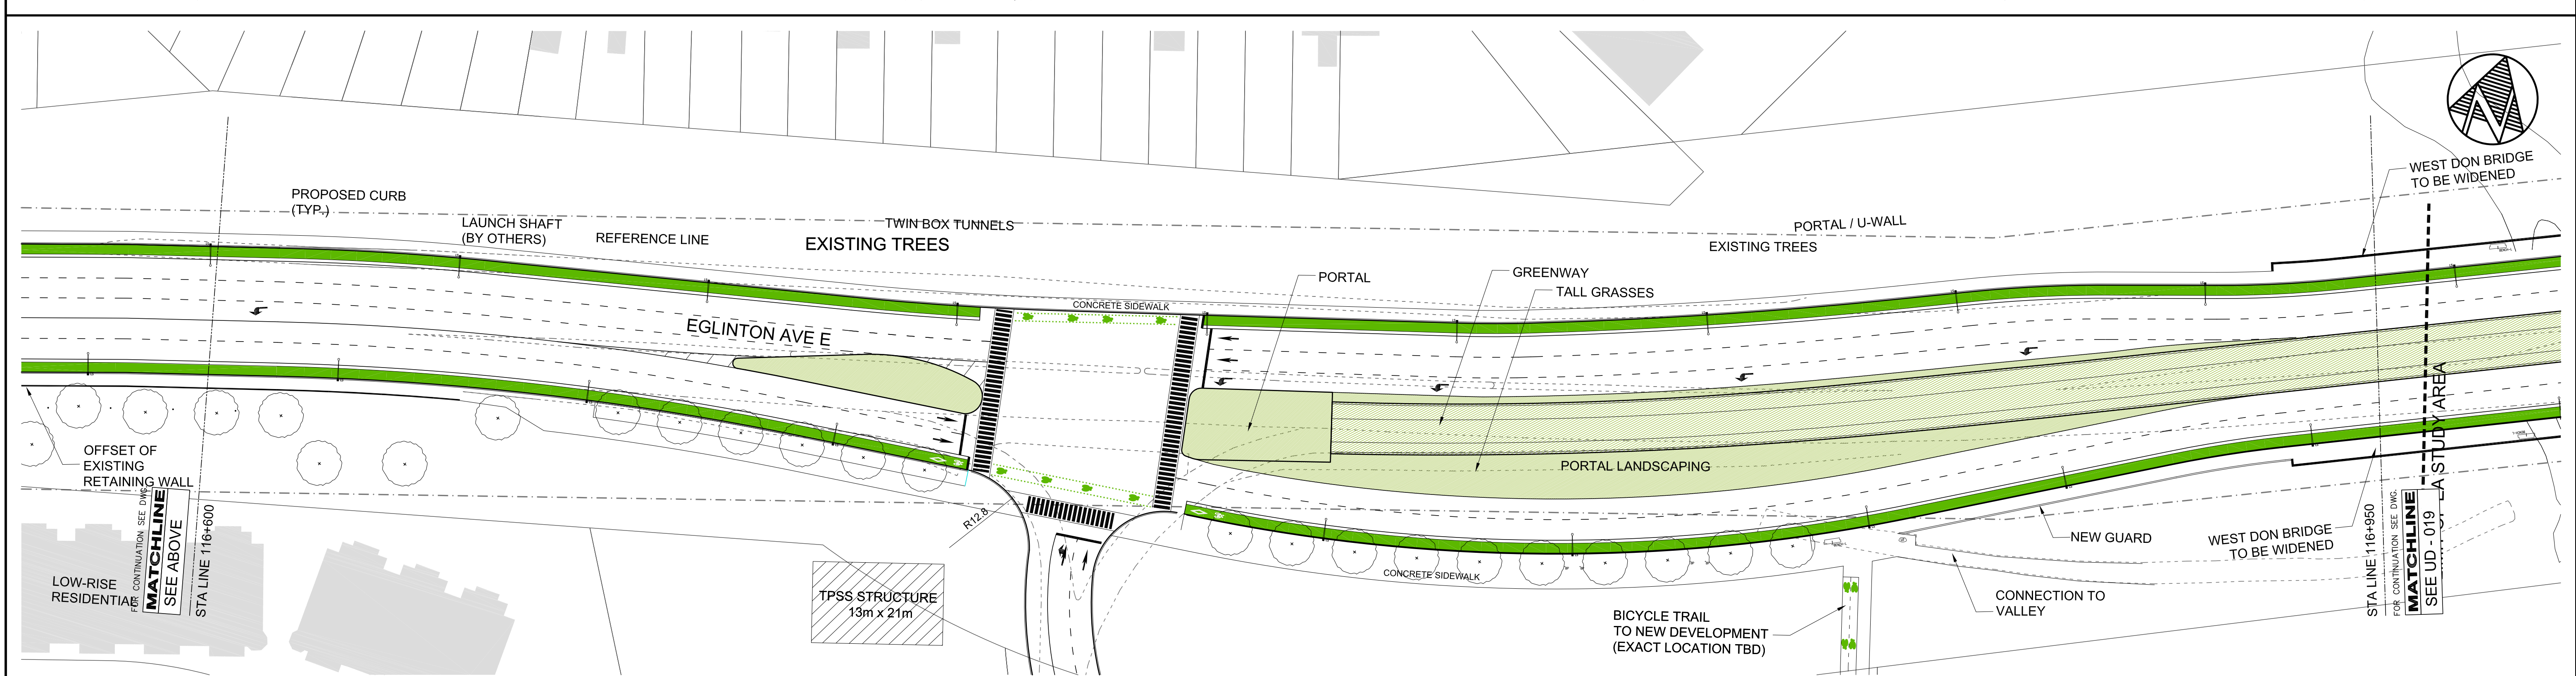 PROPOSED CURB
(TYP.)
LAUNCH SHAFT
(BY OTHERS)
REFERENCE LINE
TWIN BOX TUNNELS
EXISTING TREES
PORTAL / U-WALL
EXISTING TREES
WEST DON BRIDGE
TO BE WIDENED
PORTAL
GREENWAY
TALL GRASSES
CONCRETE SIDEWALK
EGLINTON AVE E
PORTAL LANDSCAPING
OFFSET OF
EXISTING
RETAINING WALL
LOW-RISE
RESIDENTIAL
FOR CONTINUATION SEE DWG.
MATCHLINE
SEE ABOVE
STA LINE 116+600
R12.8
TPSS STRUCTURE
13m x 21m
CONCRETE SIDEWALK
BICYCLE TRAIL
TO NEW DEVELOPMENT
(EXACT LOCATION TBD)
CONNECTION TO
VALLEY
NEW GUARD
WEST DON BRIDGE
TO BE WIDENED
STA LINE 116+950
FOR CONTINUATION SEE DWG.
MATCHLINE
SEE UD - 019
STUDY AREA